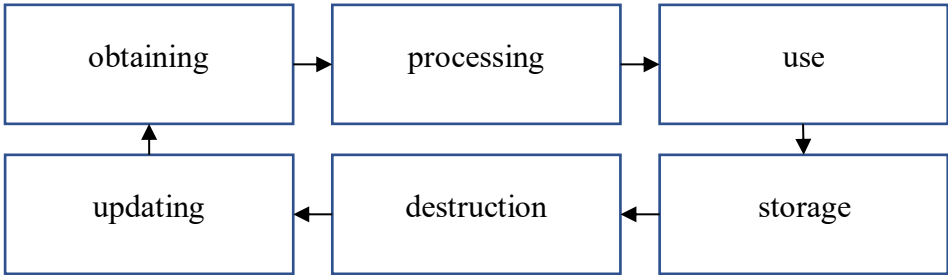 obtaining
processing
use
updating
destruction
storage